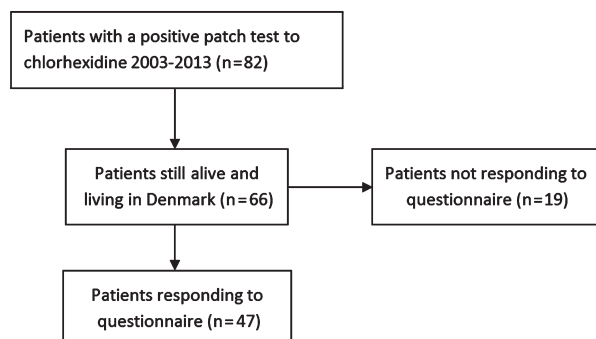 Patients with a positive patch test to
chlorhexidine 2003-2013 (n=82)
Patients still alive and
living in Denmark (n=66)
Patients not responding to
questionnaire (n=19)
Patients responding to
questionnaire (n=47)